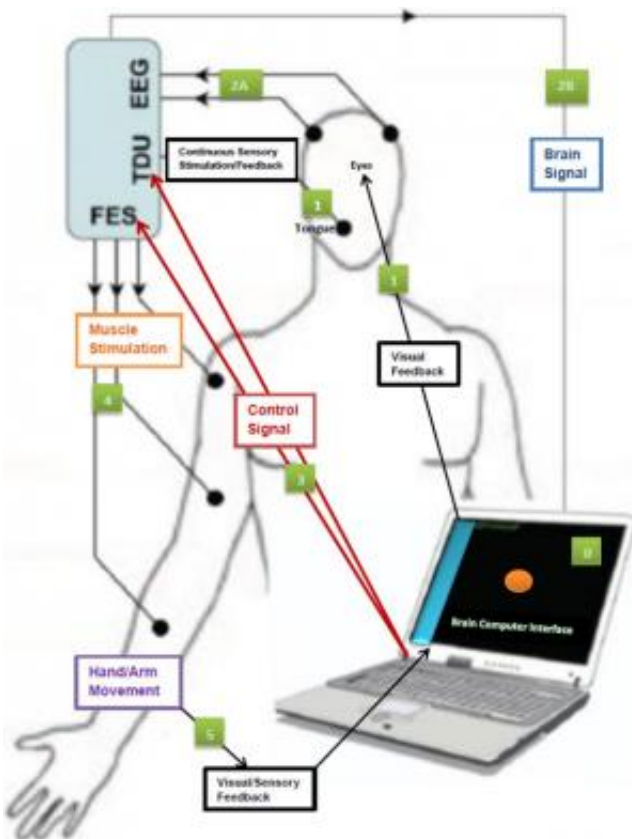 EEG
2A
2B
TDU
Continuous Sensory
Stimulation/Feedback
Eyes
Brain
Signal
1
Tongue
FES
1
Muscle
Stimulation
Visual
Feedback
4
Control
Signal
3
Brain Computer Interface
Hand/Arm
Movement
5
Visual/Sensory
Feedback